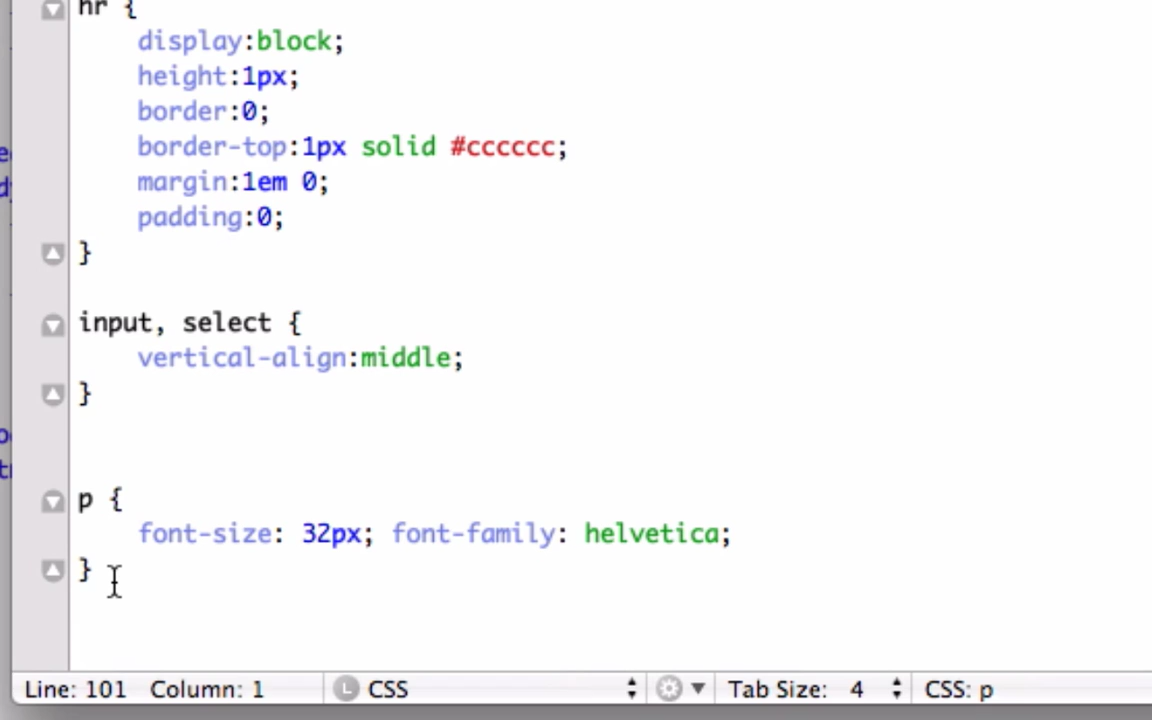 hr {
display:block;
height:1px;
border:0;
border-top:1px solid #cccccc;
margin:1em 0;
padding:0;
}
input, select {
vertical-align:middle;
}
p {
font-size: 32px; font-family: helvetica;
}
Line: 101 Column: 1 L CSS Tab Size: 4 CSS: p